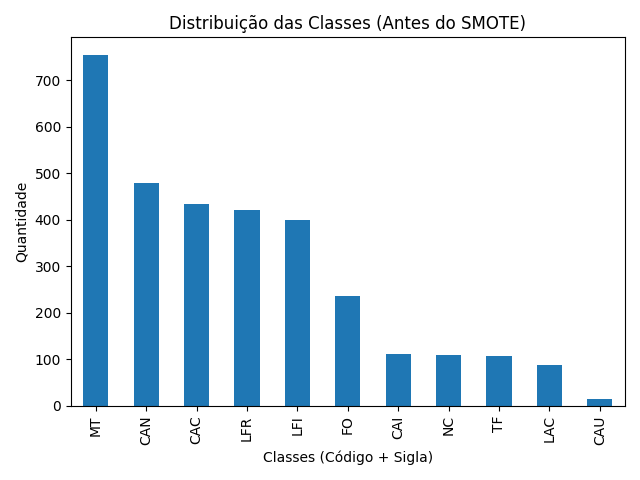 Distribuição das Classes (Antes do SMOTE)
Quantidade
700
600
500
400
300
200
100
0
MT CAN CAC LFR LFI FO CAI NC TF LAC CAU
Classes (Código + Sigla)